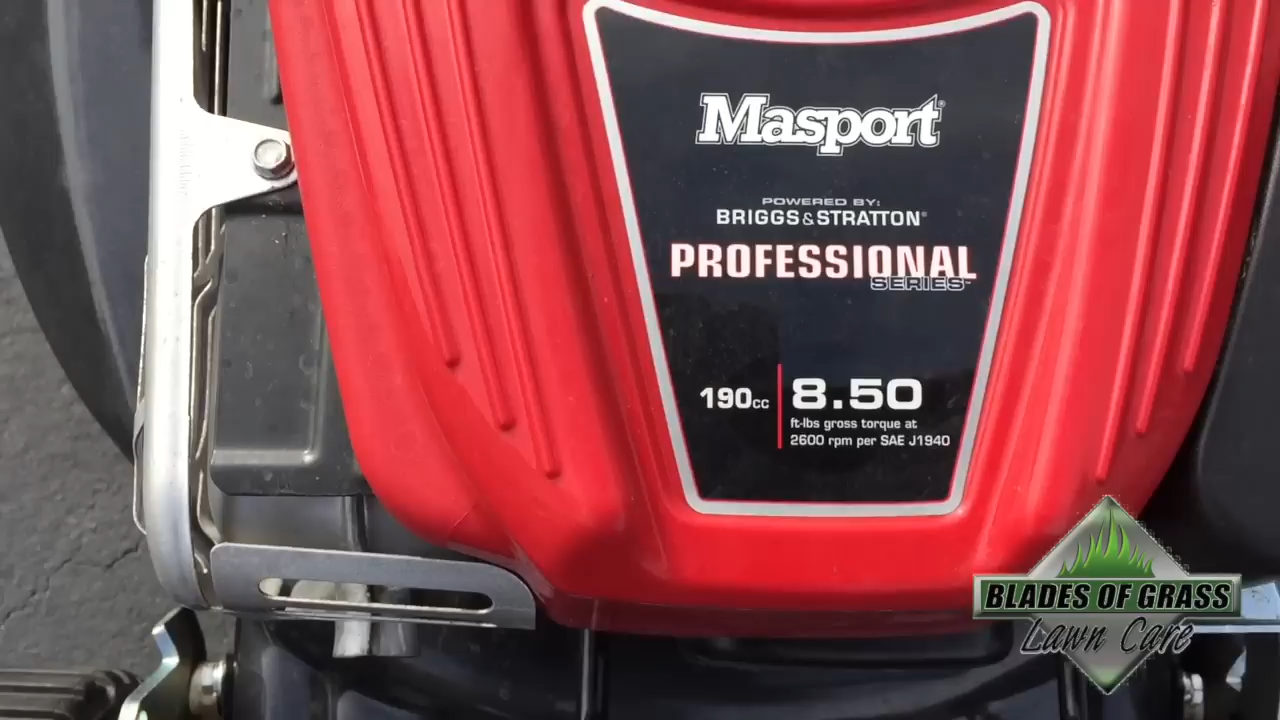 Masport®
POWERED BY:
BRIGGS & STRATTON®
PROFESSIONAL
SERIES™
190cc
8.50
ft-lbs gross torque at
2600 rpm per SAE J1940
BLADES OF GRASS
Lawn Care